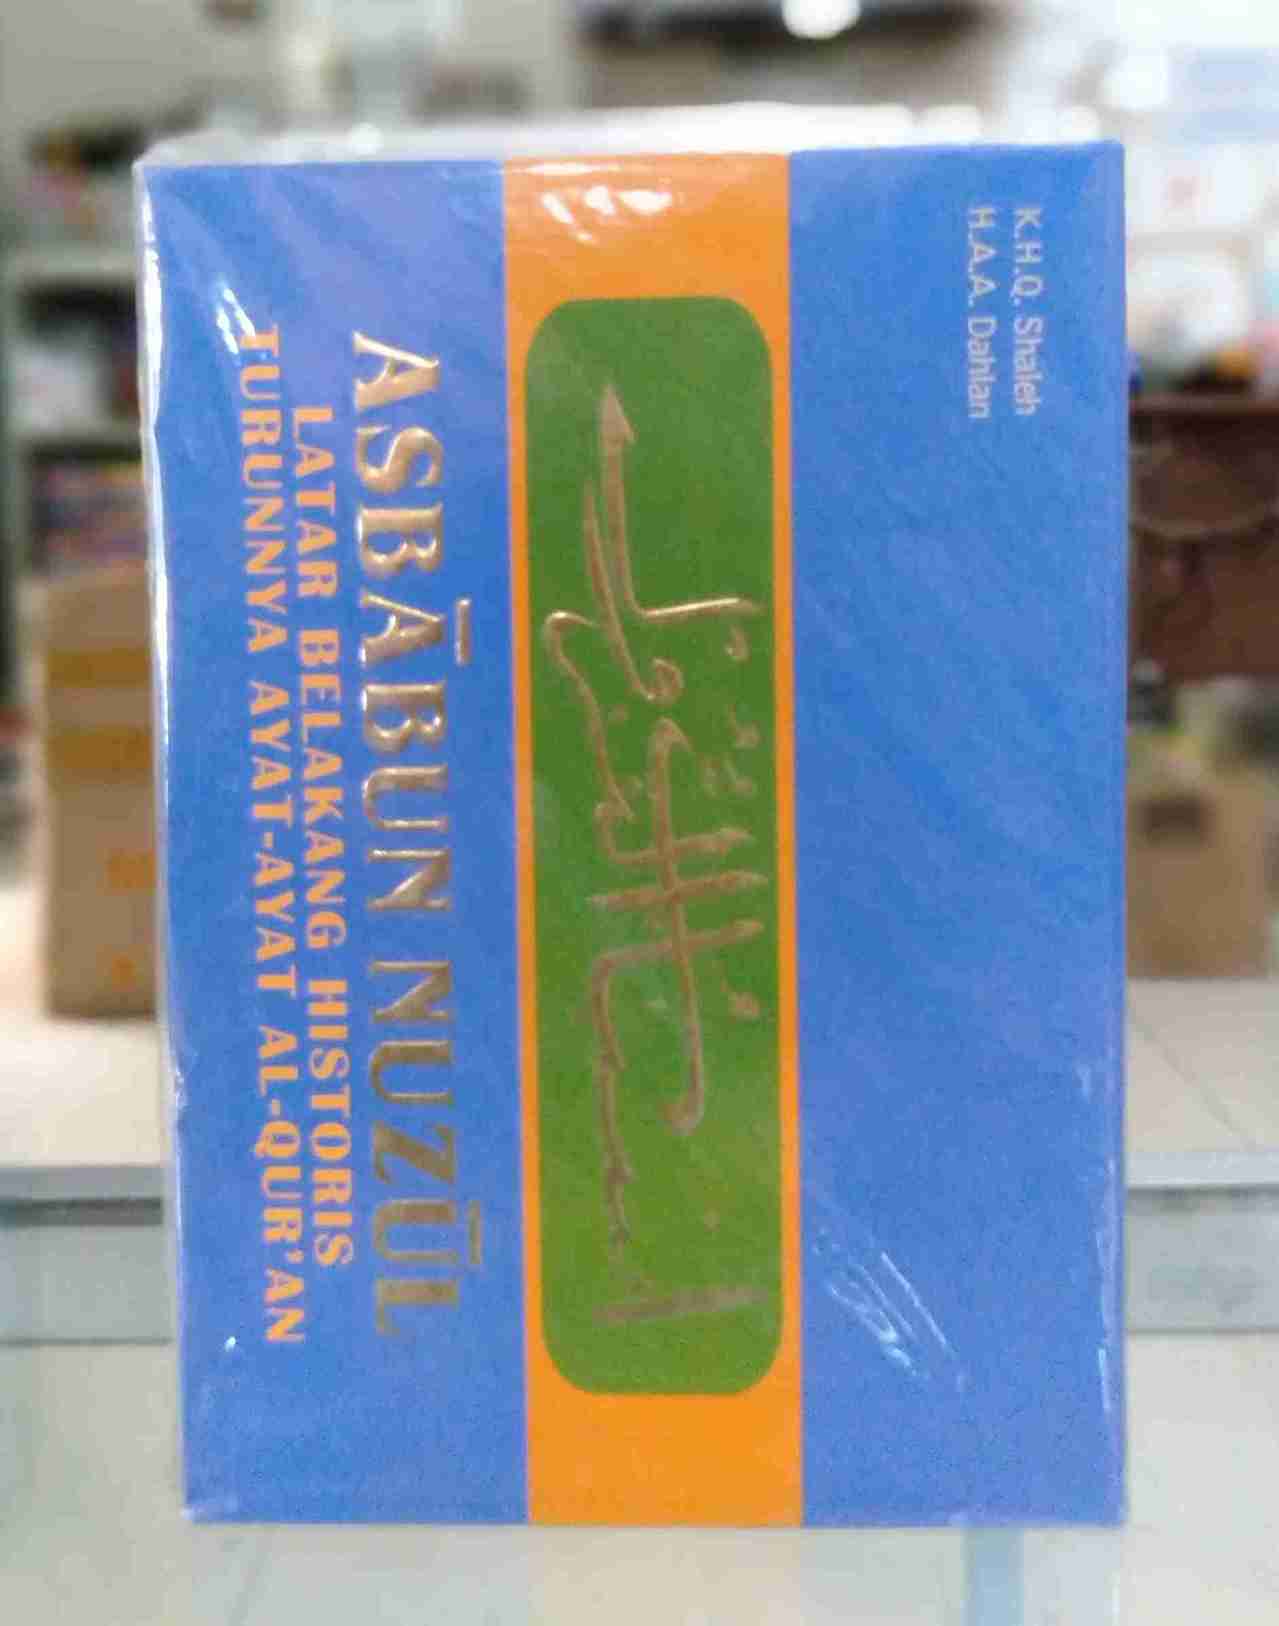 K.H.Q. Shaleh
H.A.A. Dahlan
ASBĀBUN NUZŪL
LATAR BELAKANG HISTORIS
TURUNNYA AYAT-AYAT AL-QUR'AN